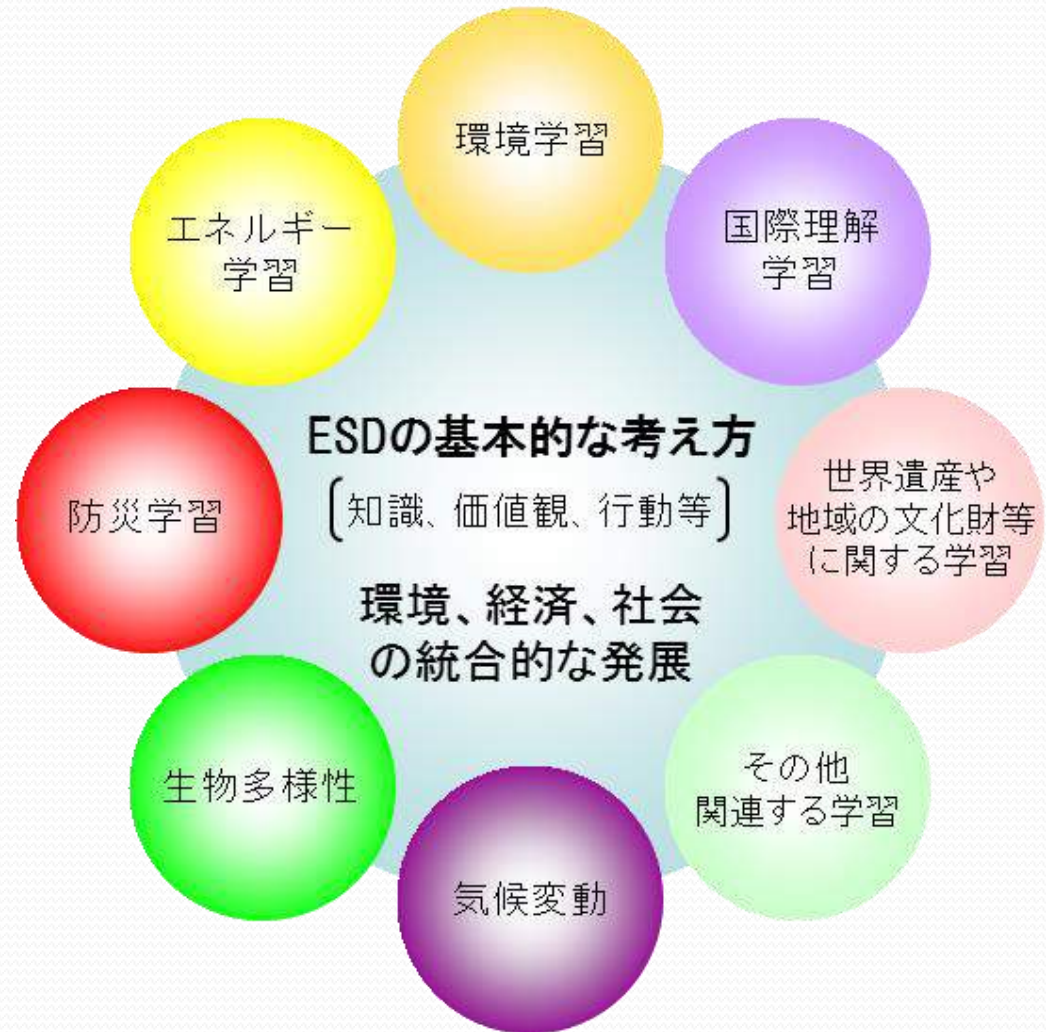 環境学習
エネルギー
学習
国際理解
学習
ESDの基本的な考え方
[知識、価値観、行動等]
環境、経済、社会
の統合的な発展
防災学習
世界遺産や
地域の文化財等
に関する学習
生物多様性
その他
関連する学習
気候変動